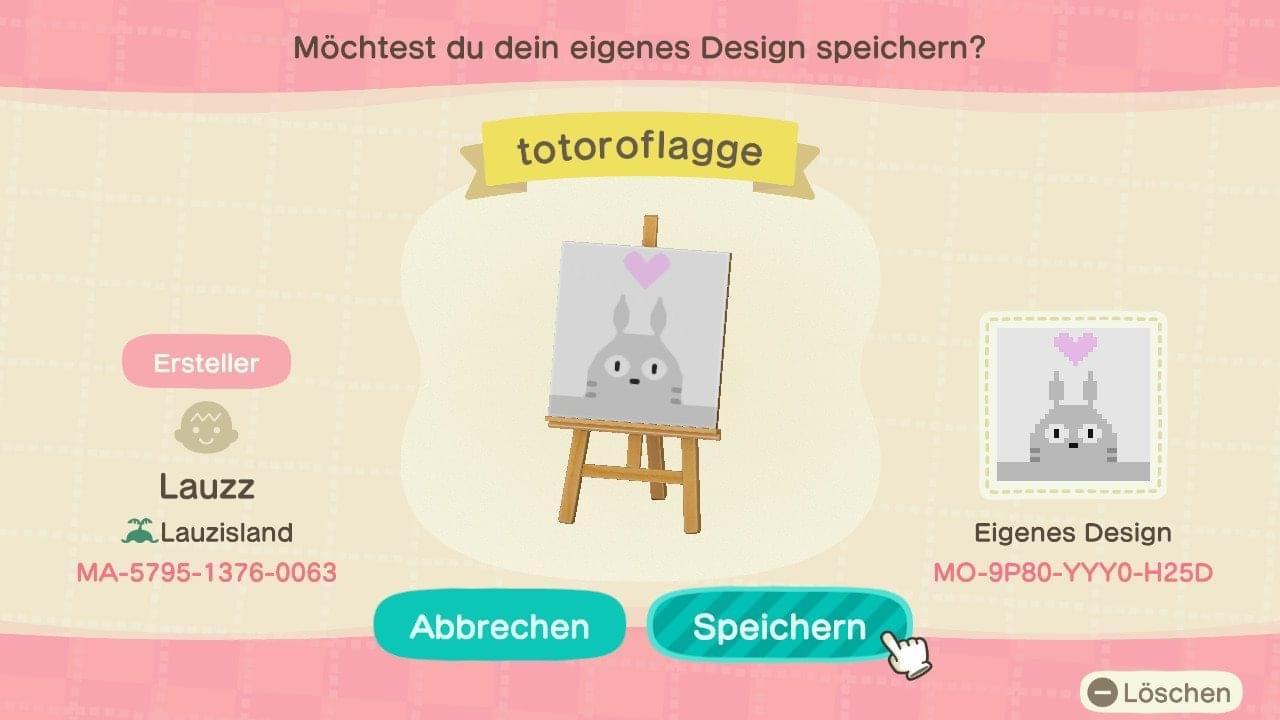 Möchtest du dein eigenes Design speichern?
totoroflagge
Ersteller
Lauzz
Lauzisland
MA-5795-1376-0063
Eigenes Design
MO-9P80-YYY0-H25D
Abbrechen
Speichern
Löschen